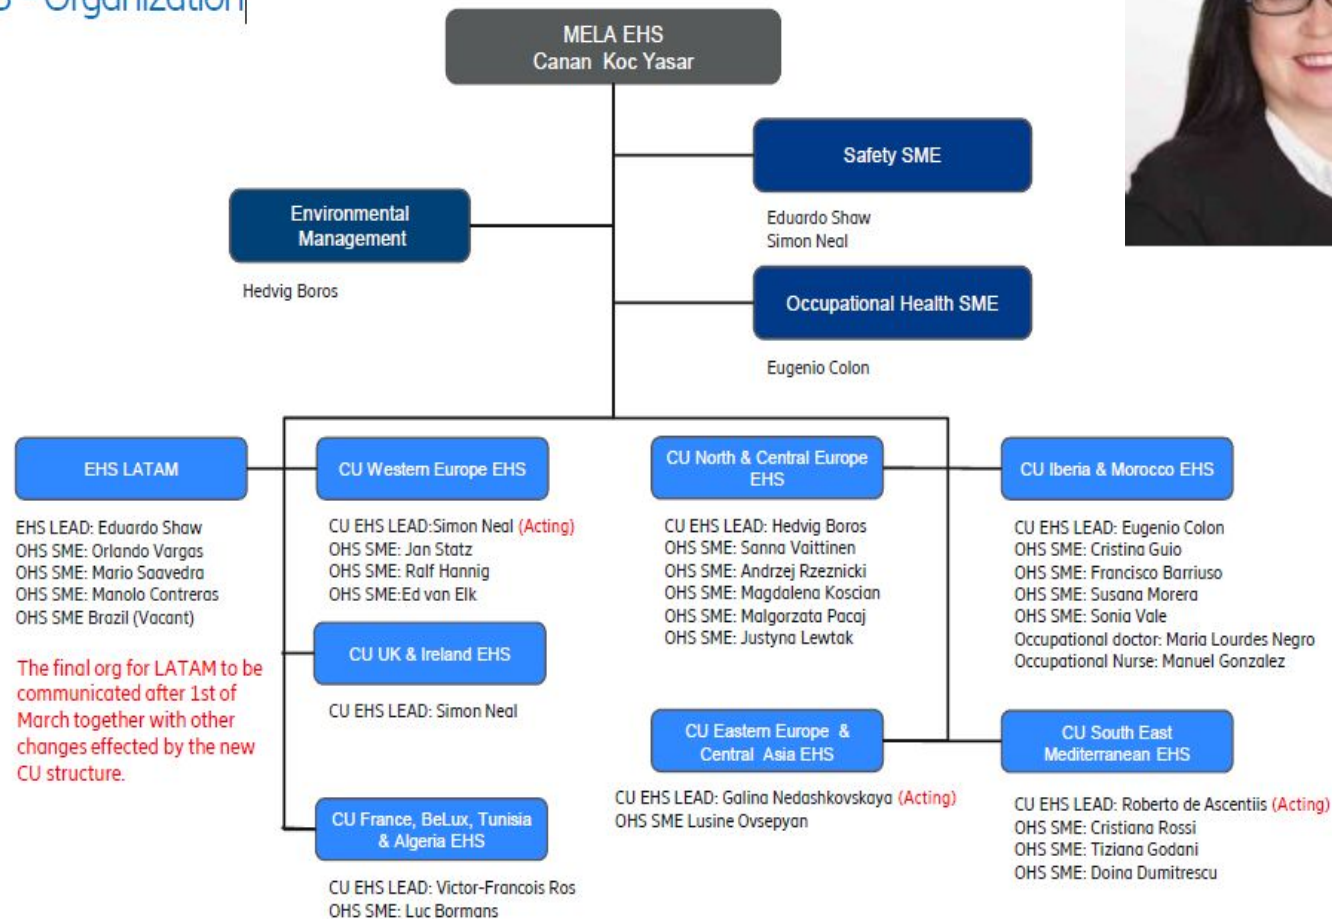 Organization
MELA EHS
Canan Koc Yasar
Safety SME
Eduardo Shaw
Simon Neal
Environmental
Management
Hedvig Boros
Occupational Health SME
Eugenio Colon
EHS LATAM
EHS LEAD: Eduardo Shaw
OHS SME: Orlando Vargas
OHS SME: Mario Saavedra
OHS SME: Manolo Contreras
OHS SME Brazil (Vacant)
The final org for LATAM to be
communicated after 1st of
March together with other
changes effected by the new
CU structure.
CU Western Europe EHS
CU EHS LEAD:Simon Neal (Acting)
OHS SME: Jan Statz
OHS SME: Ralf Hannig
OHS SME:Ed van Elk
CU UK & Ireland EHS
CU EHS LEAD: Simon Neal
CU France, BeLux, Tunisia
& Algeria EHS
CU EHS LEAD: Victor-Francois Ros
OHS SME: Luc Bormans
CU North & Central Europe
EHS
CU EHS LEAD: Hedvig Boros
OHS SME: Sanna Vaittinen
OHS SME: Andrzej Rzeznicki
OHS SME: Magdalena Koscian
OHS SME: Malgorzata Pacaj
OHS SME: Justyna Lewtak
CU Eastern Europe &
Central Asia EHS
CU EHS LEAD: Galina Nedashkovskaya (Acting)
OHS SME Lusine Ovsepyan
CU Iberia & Morocco EHS
CU EHS LEAD: Eugenio Colon
OHS SME: Cristina Guio
OHS SME: Francisco Barriuso
OHS SME: Susana Morera
OHS SME: Sonia Vale
Occupational doctor: Maria Lourdes Negro
Occupational Nurse: Manuel Gonzalez
CU South East
Mediterranean EHS
CU EHS LEAD: Roberto de Ascentiis (Acting)
OHS SME: Cristiana Rossi
OHS SME: Tiziana Godani
OHS SME: Doina Dumitrescu